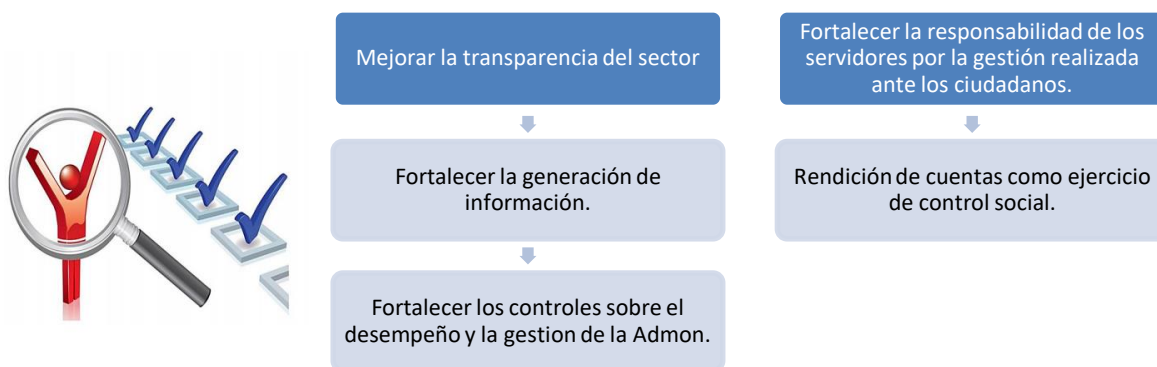 Mejorar la transparencia del sector
Fortalecer la generación de
información.
Fortalecer los controles sobre el
desempeño y la gestion de la Admon.
Fortalecer la responsabilidad de los
servidores por la gestión realizada
ante los ciudadanos.
Rendición de cuentas como ejercicio
de control social.